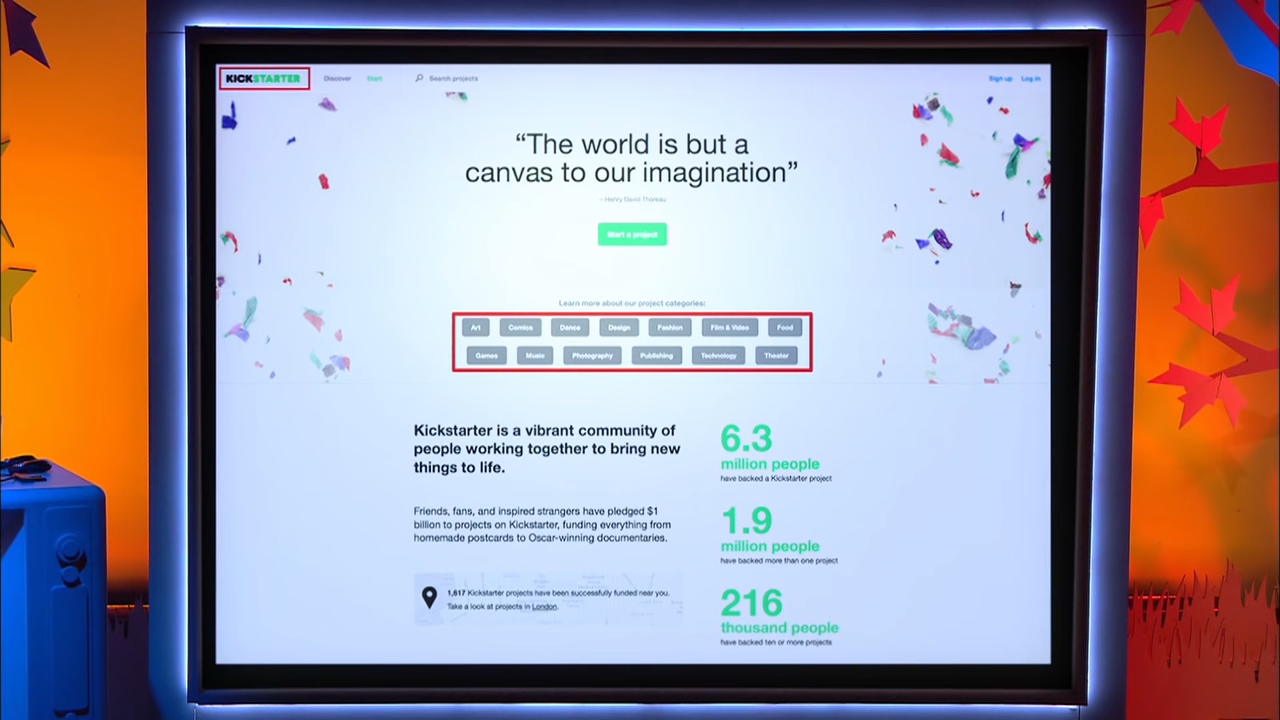 KICKSTARTER Discover Start Search projects Sign up Log in
“The world is but a
canvas to our imagination”
– Henry David Thoreau
Start a project
Learn more about our project categories:
Art Comics Dance Design Fashion Film & Video Food
Games Music Photography Publishing Technology Theater
Kickstarter is a vibrant community of
people working together to bring new
things to life.
Friends, fans, and inspired strangers have pledged $1
billion to projects on Kickstarter, funding everything from
homemade postcards to Oscar-winning documentaries.
1,617 Kickstarter projects have been successfully funded near you.
Take a look at projects in London.
6.3
million people
have backed a Kickstarter project
1.9
million people
have backed more than one project
216
thousand people
have backed ten or more projects